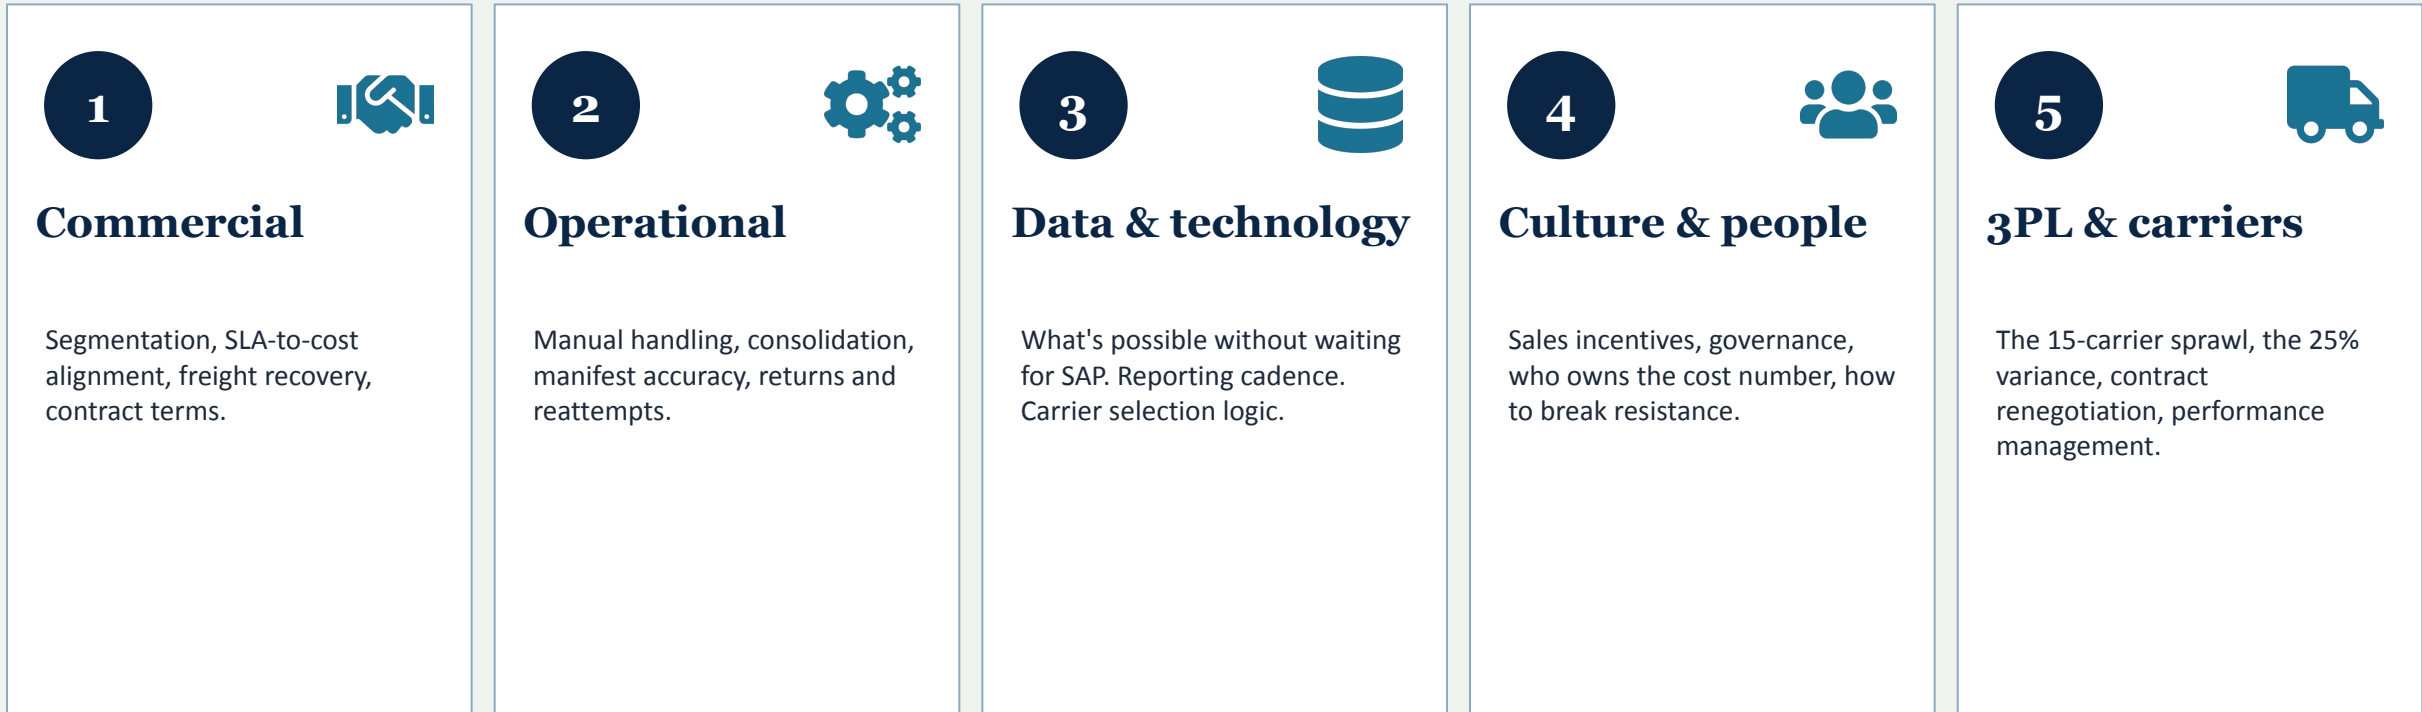 1
Commercial
Segmentation, SLA-to-cost
alignment, freight recovery,
contract terms.
2
Operational
Manual handling, consolidation,
manifest accuracy, returns and
reattempts.
3
Data & technology
What's possible without waiting
for SAP. Reporting cadence.
Carrier selection logic.
4
Culture & people
Sales incentives, governance,
who owns the cost number, how
to break resistance.
5
3PL & carriers
The 15-carrier sprawl, the 25%
variance, contract
renegotiation, performance
management.